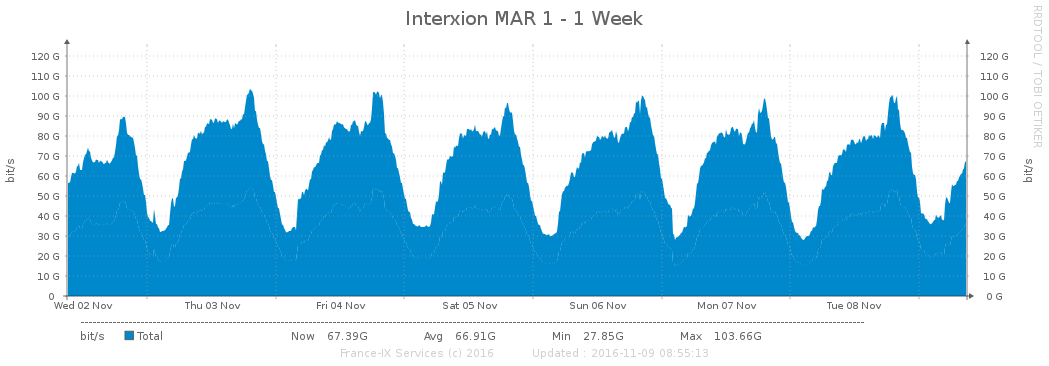 Interxion MAR 1 - 1 Week
RRDTOOL / TOBI OETIKER
120 G 120 G
110 G 110 G
100 G 100 G
90 G 90 G
80 G 80 G
70 G 70 G
60 G 60 G
50 G 50 G
40 G 40 G
30 G 30 G
20 G 20 G
10 G 10 G
0 0 G
bit/s
bit/s
Wed 02 Nov Thu 03 Nov Fri 04 Nov Sat 05 Nov Sun 06 Nov Mon 07 Nov Tue 08 Nov
bit/s Total Now 67.39G Avg 66.91G Min 27.85G Max 103.66G
France-IX Services (c) 2016 Updated : 2016-11-09 08:55:13